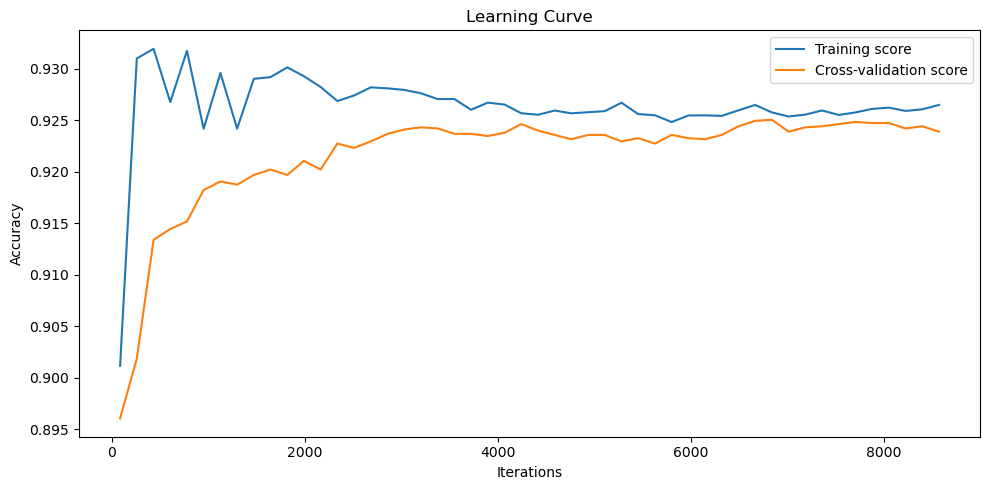 Learning Curve
Training score
Cross-validation score
0.930
0.925
0.920
0.915
0.910
0.905
0.900
0.895
Accuracy
0 2000 4000 6000 8000
Iterations